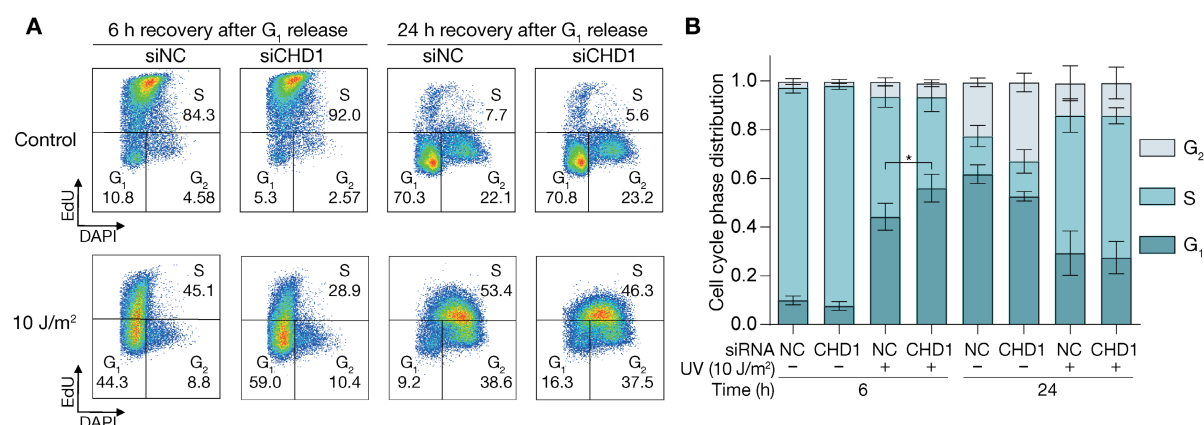 A
6 h recovery after G₁ release
24 h recovery after G₁ release
siNC
siCHD1
siNC
siCHD1
Control
S
84.3
G₁
10.8
G₂
4.58
S
92.0
G₁
5.3
G₂
2.57
S
7.7
G₁
70.3
G₂
22.1
S
5.6
G₁
70.8
G₂
23.2
EdU
DAPI
10 J/m²
S
45.1
G₁
44.3
G₂
8.8
S
28.9
G₁
59.0
G₂
10.4
S
53.4
G₁
9.2
G₂
38.6
S
46.3
G₁
16.3
G₂
37.5
EdU
DAPI
B
Cell cycle phase distribution
1.0
0.8
0.6
0.4
0.2
0.0
*
G₂
S
G₁
siRNA NC CHD1 NC CHD1 NC CHD1 NC CHD1
UV (10 J/m²) – – + + – – + +
Time (h) 6 24